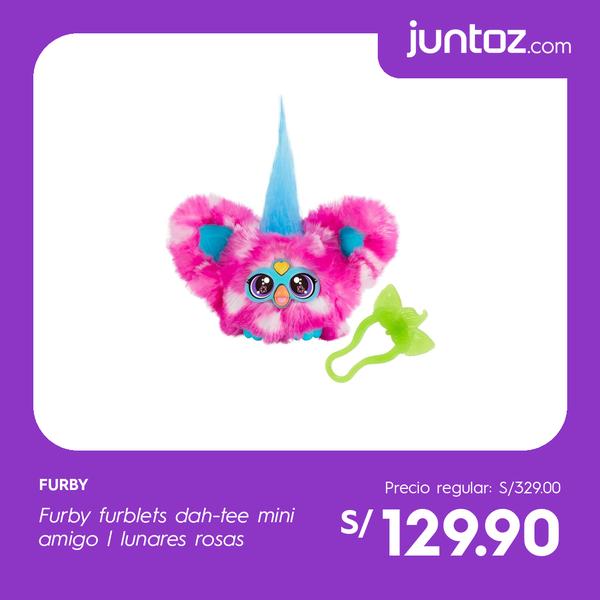 juntoz.com
FURBY
Furby furblets dah-tee mini
amigo | lunares rosas
Precio regular: S/329.00
S/129.90